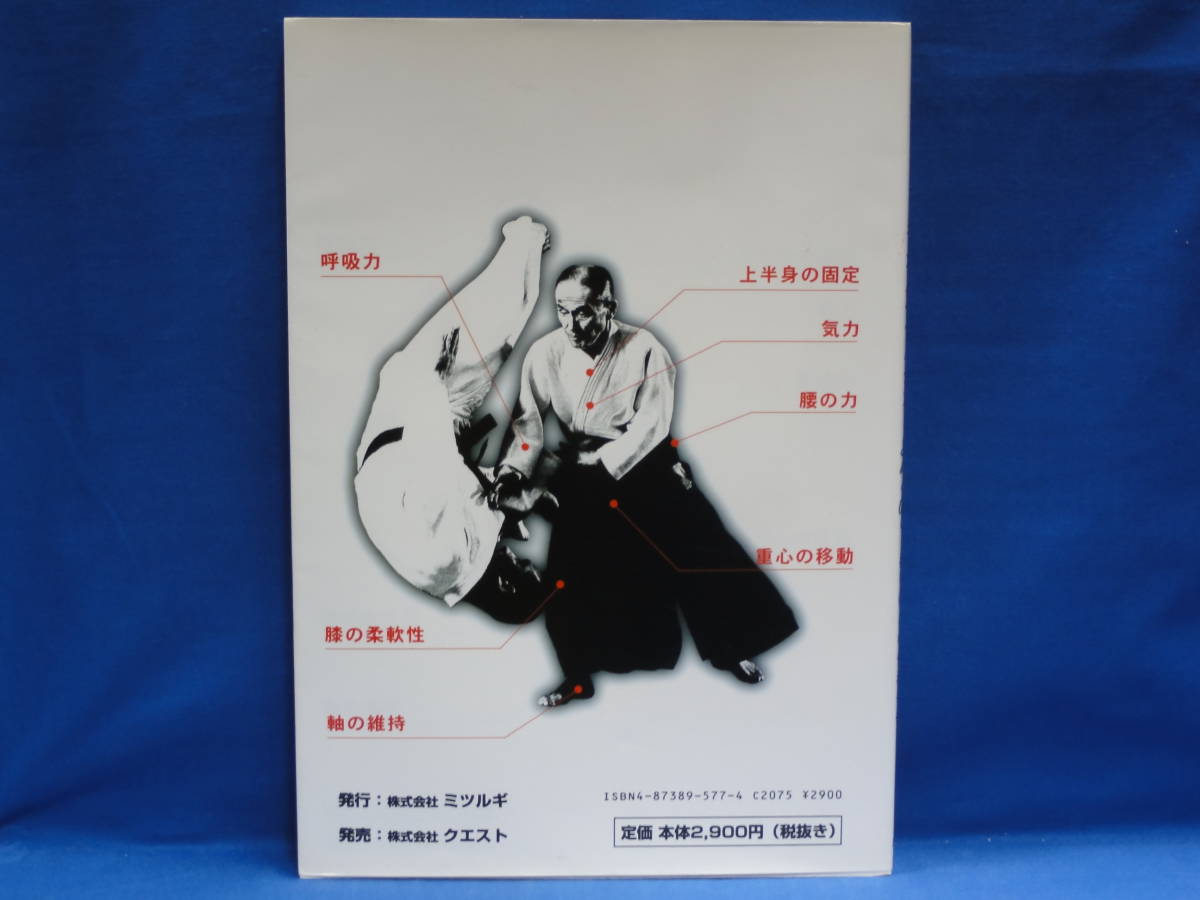 呼吸力
上半身の固定
気力
腰の力
重心の移動
膝の柔軟性
軸の維持
発行：株式会社 ミツルギ
発売：株式会社 クエスト
ISBN4-87389-577-4 C2075 ¥2900
定価 本体2,900円（税抜き）